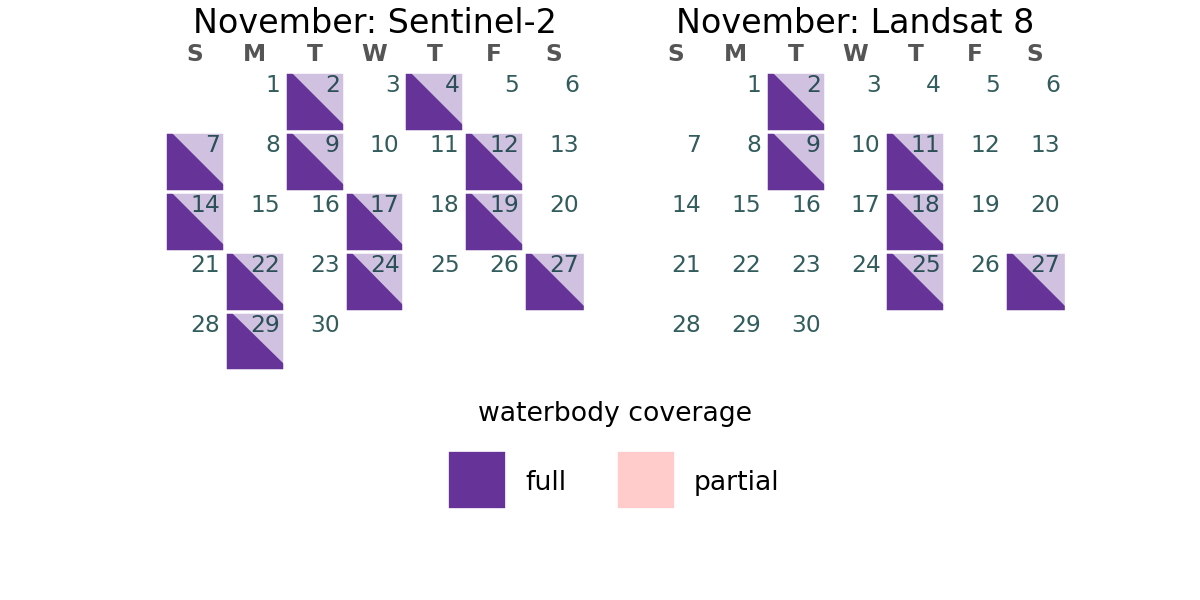 November: Sentinel-2
S M T W T F S
1 2 3 4 5 6
7 8 9 10 11 12 13
14 15 16 17 18 19 20
21 22 23 24 25 26 27
28 29 30
November: Landsat 8
S M T W T F S
1 2 3 4 5 6
7 8 9 10 11 12 13
14 15 16 17 18 19 20
21 22 23 24 25 26 27
28 29 30
waterbody coverage
full partial